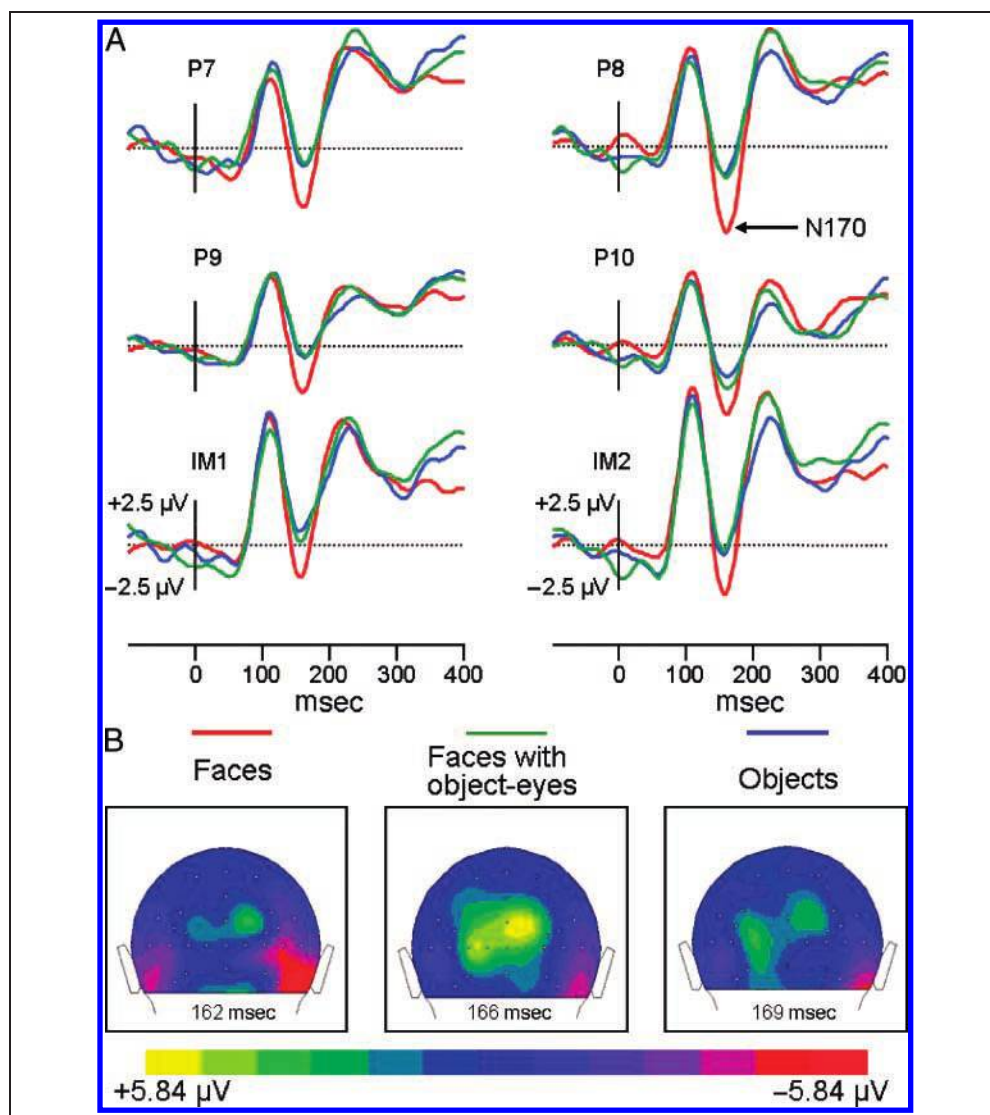 A
P7
P8
N170
P9
P10
IM1
IM2
+2.5 µV
+2.5 µV
−2.5 µV
−2.5 µV
0 100 200 300 400
0 100 200 300 400
msec
msec
B
Faces
Faces with
object-eyes
Objects
162 msec
166 msec
169 msec
+5.84 µV
−5.84 µV